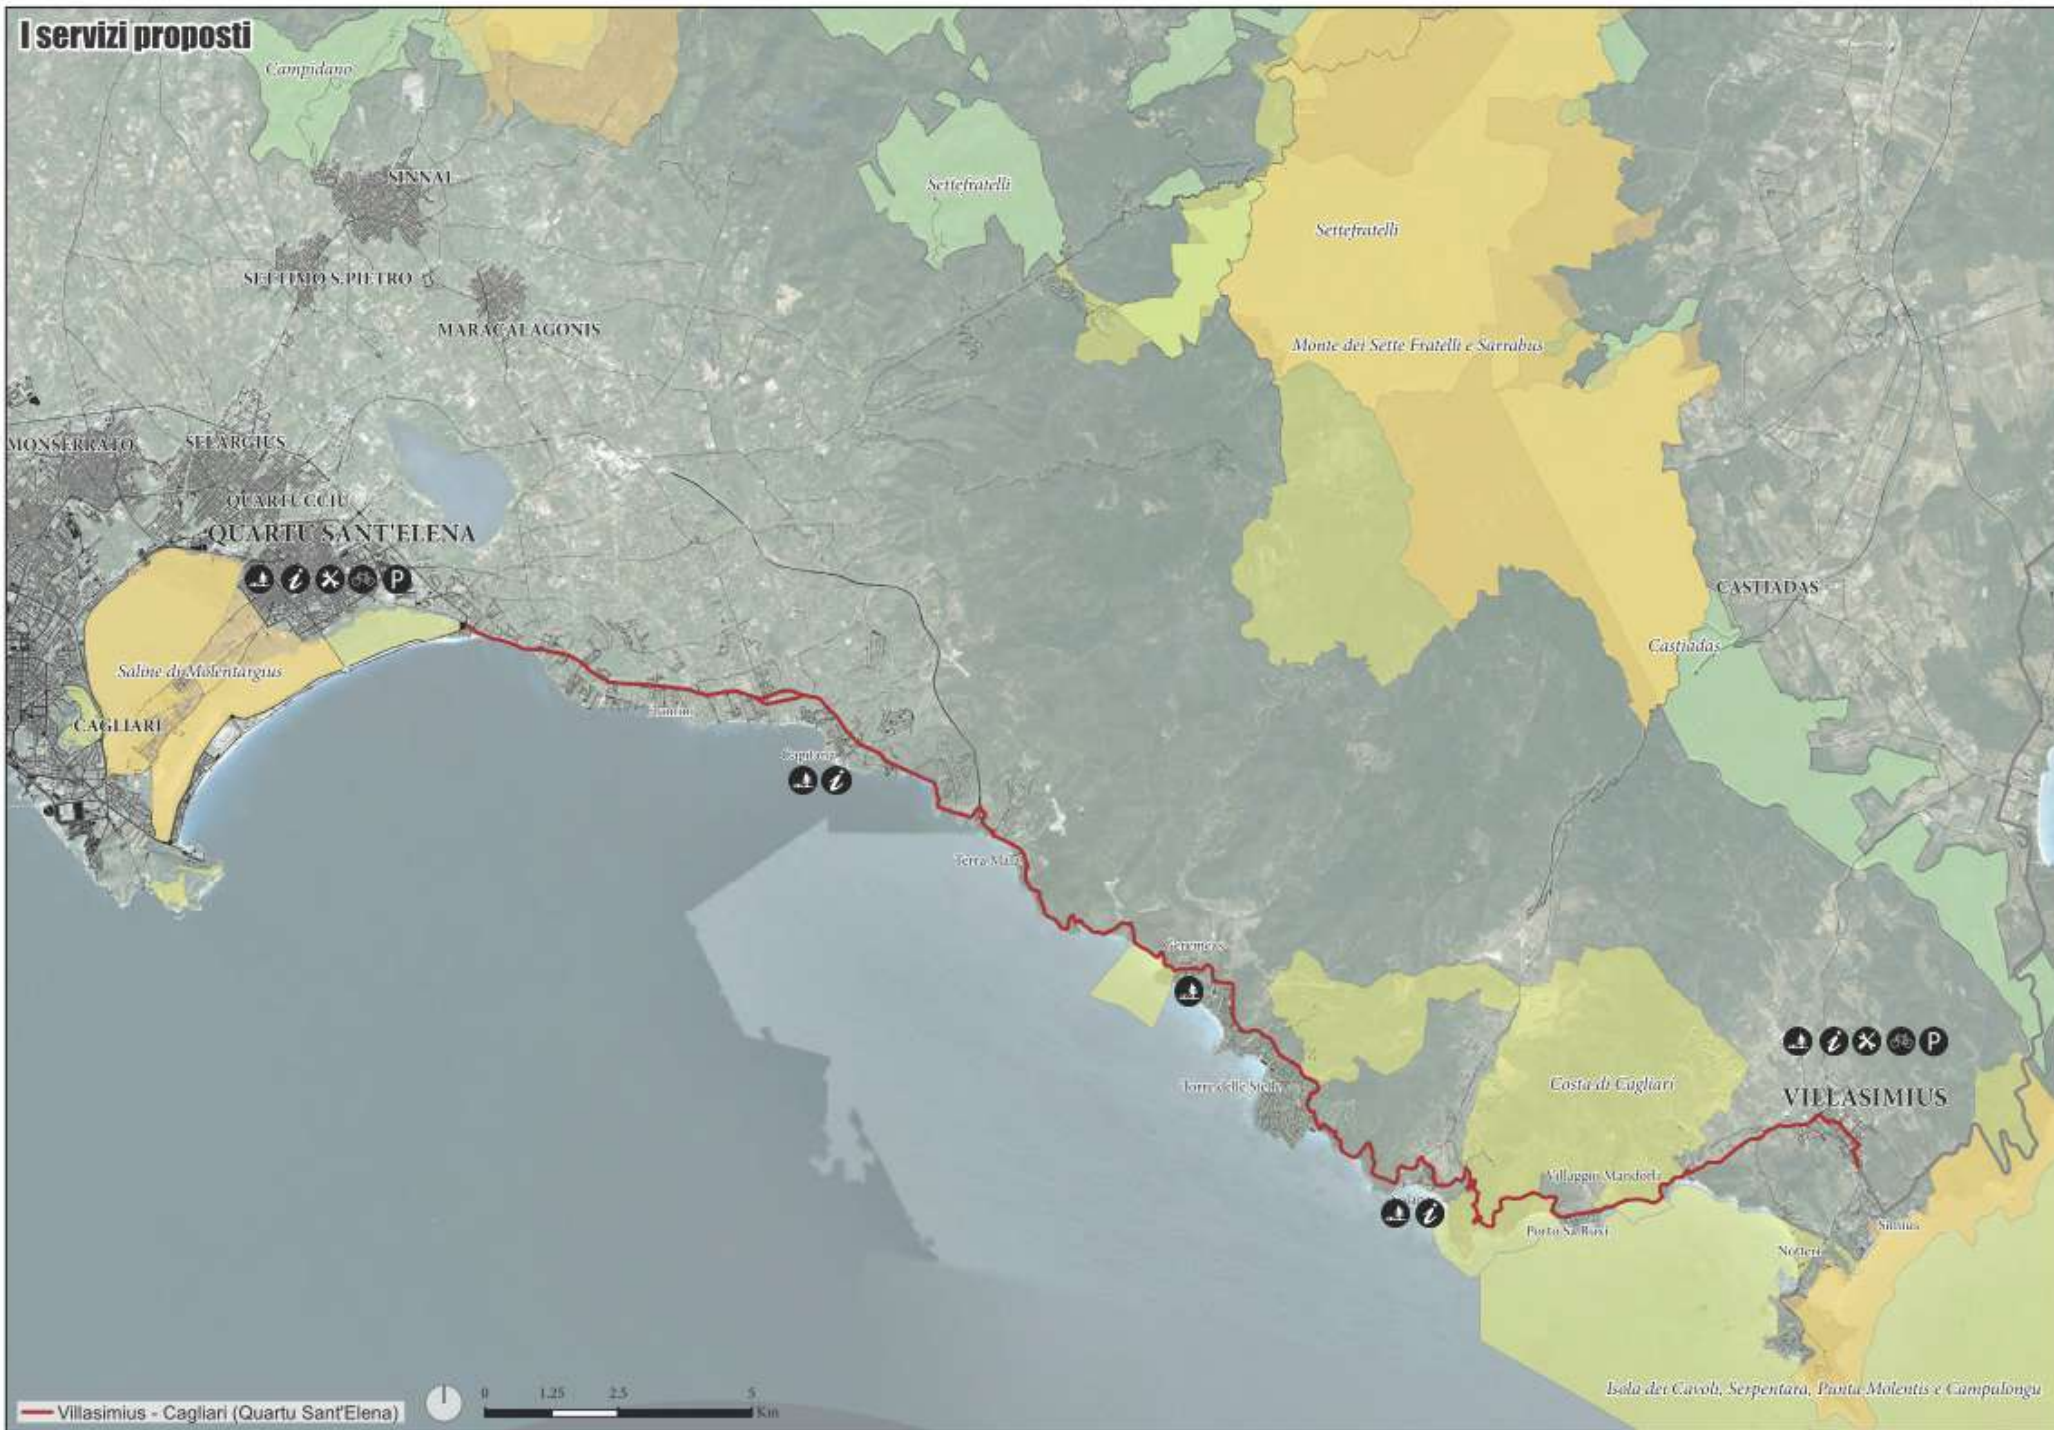 I servizi proposti
Campidano
SINNAI
Settefratelli
Settefratelli
SETTIMO S.PIETRO
MARACALAGONIS
Monte dei Sette Fratelli e Sarrabus
MONSERRATO
SELARGIUS
QUARTUCCIU
QUARTU SANT'ELENA
i
P
CASTIADAS
Castiadas
Saline di Molentargius
CAGLIARI
i
Terra Mala
Geremeas
i
P
Torre delle Stelle
Costa di Cagliari
VILLASIMIUS
Villaggio Mandorli
i
Porto Sa Ruxi
Simius
Notteri
Isola dei Cavoli, Serpentara, Punta Molentis e Campulongu
0 1.25 2.5 5
Km
Villasimius - Cagliari (Quartu Sant'Elena)